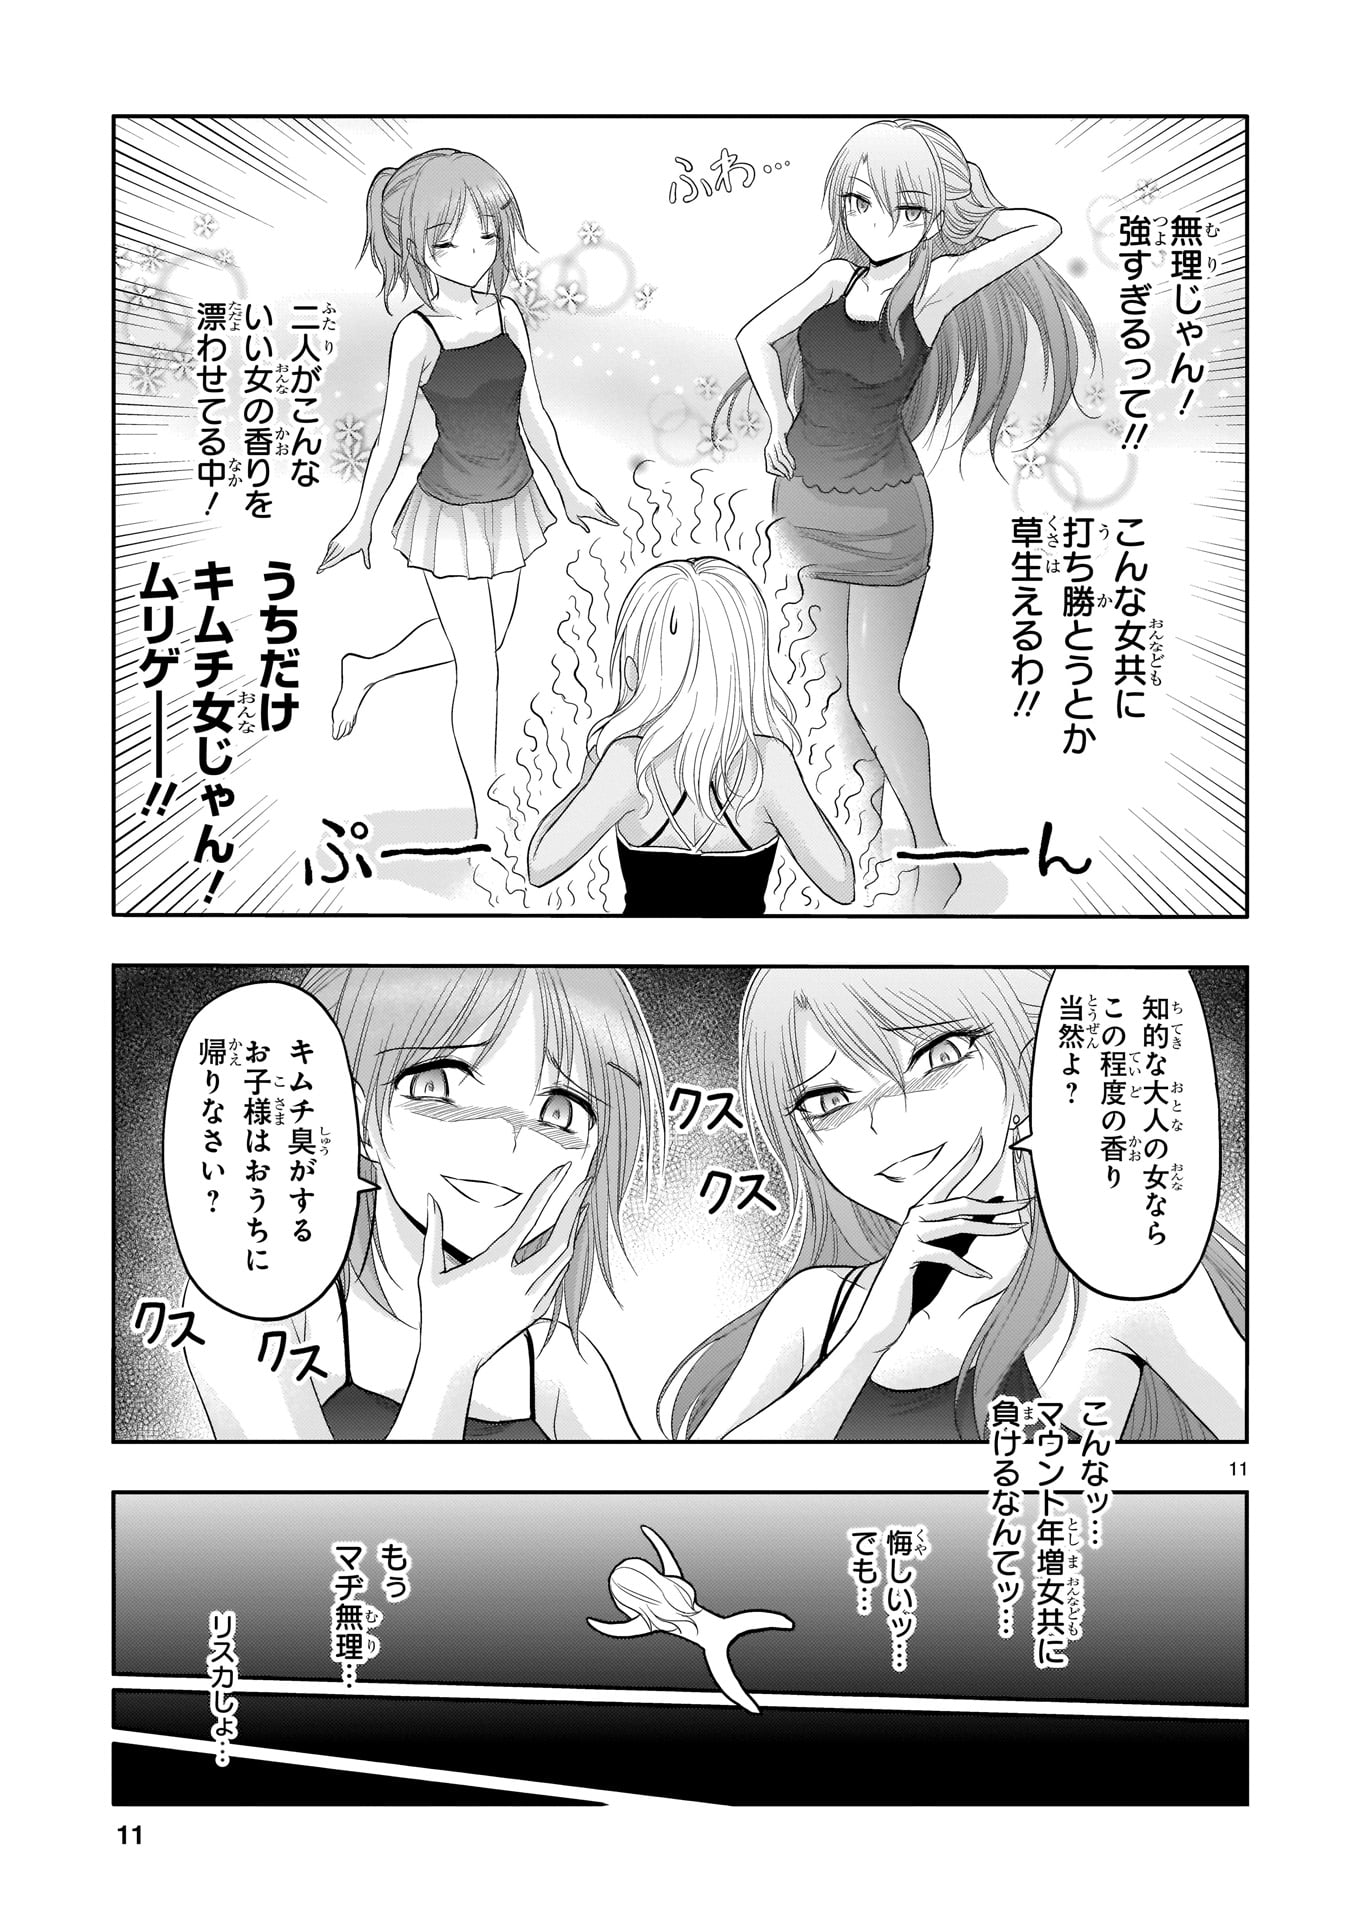 無理じゃん！
強すぎるって!!
こんな女共に
打ち勝とうとか
草生えるわ!!
ふわ…
二人がこんな
いい女の香りを
漂わせてる中！
うちだけ
キムチ女じゃん！
ムリゲ――!!
ぷ――ん
知的な大人の女なら
この程度の香り
当然よ？
クス
クス
キムチ臭がする
お子様はおうちに
帰りなさい？
クス
クス
こんなッ…
マウント年増女共に
負けるなんてッ…
悔しいッ…
でも…
もう
マヂ無理…
リスカしょ…
11
11